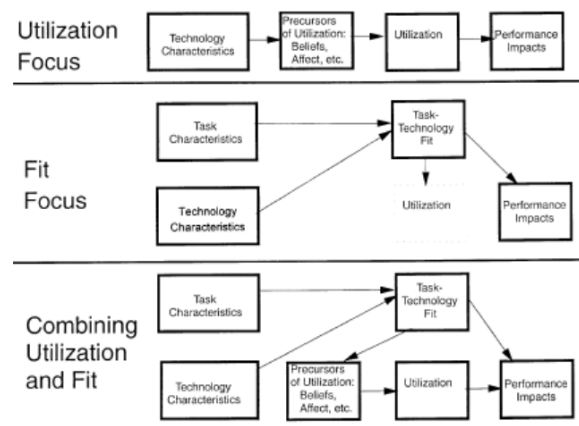 Utilization
Focus
Technology
Characteristics
Precursors
of Utilization:
Beliefs,
Affect, etc.
Utilization
Performance
Impacts
Fit
Focus
Task
Characteristics
Technology
Characteristics
Task-
Technology
Fit
Utilization
Performance
Impacts
Combining
Utilization
and Fit
Task
Characteristics
Technology
Characteristics
Task-
Technology
Fit
Precursors
of Utilization:
Beliefs,
Affect, etc.
Utilization
Performance
Impacts